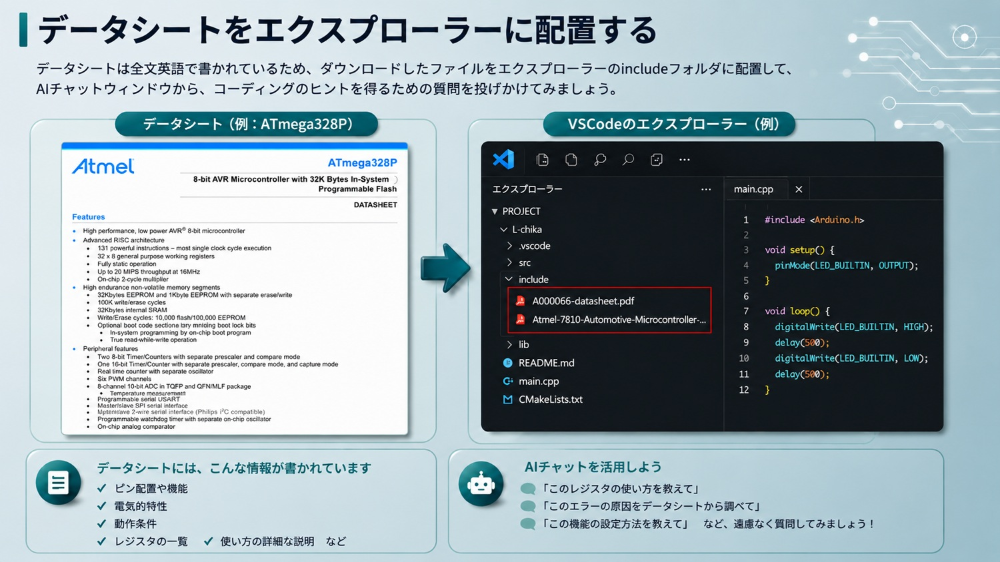 データシートをエクスプローラーに配置する
データシートは全文英語で書かれているため、ダウンロードしたファイルをエクスプローラーのincludeフォルダに配置して、
AIチャットウィンドウから、コーディングのヒントを得るための質問を投げかけてみましょう。
データシート（例：ATmega328P）
Atmel
ATmega328P
8-bit AVR Microcontroller with 32K Bytes In-System
Programmable Flash
DATASHEET
Features
• High performance, low power AVR® 8-bit microcontroller
• Advanced RISC architecture
• 131 powerful instructions – most single clock cycle execution
• 32 x 8 general purpose working registers
• Fully static operation
• Up to 20 MIPS throughput at 16MHz
• On-chip 2-cycle multiplier
• High endurance non-volatile memory segments
• 32Kbytes EEPROM and 1Kbyte EEPROM with separate erase/write
• 100K write/erase cycles
• 32Kbytes internal SRAM
• Write/Erase cycles: 10,000 flash/100,000 EEPROM
• Optional boot code sections boot lock bits
• In-system programming by on-chip boot program
• True read-while-write operation
• Peripheral features
• Two 8-bit Timer/Counters with separate prescaler and compare mode
• One 16-bit Timer/Counter with separate prescaler, compare mode, and capture mode
• Real time counter with separate oscillator
• Six PWM channels
• 8-channel 10-bit ADC in TQFP and QFN/MLF package
• Temperature
• Programmable serial USART
• Master/slave SPI serial interface
• 2-wire serial interface (Philips I²C compatible)
• Programmable watchdog timer with separate on-chip oscillator
• On-chip analog comparator
VSCodeのエクスプローラー（例）
エクスプローラー ···
PROJECT
L-chika
.vscode
src
include
A000066-datasheet.pdf
Atmel-7810-Automotive-Microcontroller-...
lib
README.md
main.cpp
CMakeLists.txt
main.cpp ×
1 #include <Arduino.h>
2
3 void setup() {
4 pinMode(LED_BUILTIN, OUTPUT);
5 }
6
7 void loop() {
8 digitalWrite(LED_BUILTIN, HIGH);
9 delay(500);
10 digitalWrite(LED_BUILTIN, LOW);
11 delay(500);
12 }
データシートには、こんな情報が書かれています
✓ ピン配置や機能
✓ 電気的特性
✓ 動作条件
✓ レジスタの一覧 ✓ 使い方の詳細な説明 など
AIチャットを活用しよう
「このレジスタの使い方を教えて」
「このエラーの原因をデータシートから調べて」
「この機能の設定方法を教えて」 など、遠慮なく質問してみましょう！